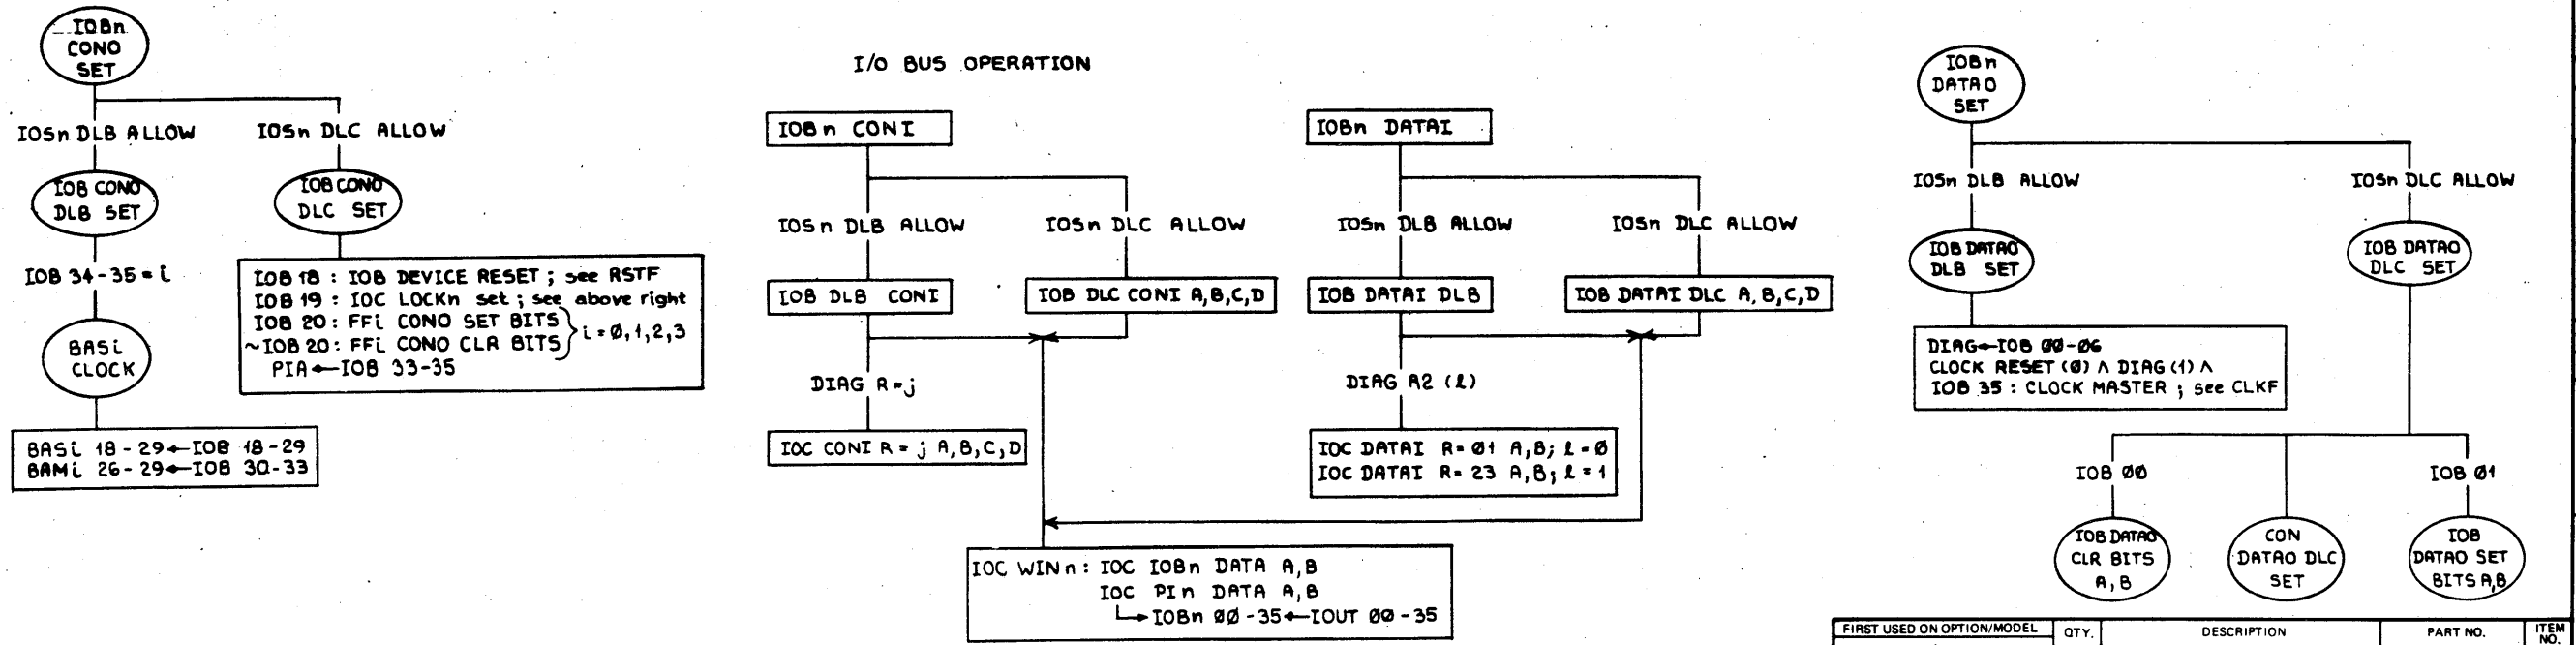 IOBn
CONO
SET
IOSn DLB ALLOW
IOSn DLC ALLOW
IOB CONO
DLB SET
IOB CONO
DLC SET
IOB 34-35 = i
BASi
CLOCK
IOB 18 : IOB DEVICE RESET ; see RSTF
IOB 19 : IOC LOCKn set ; see above right
IOB 20 : FFi CONO SET BITS
~IOB 20 : FFi CONO CLR BITS
} i = Ø,1,2,3
PIA ← IOB 33-35
BASi 18 - 29 ← IOB 18 - 29
BAMi 26 - 29 ← IOB 30 - 33
I/O BUS OPERATION
IOBn CONI
IOSn DLB ALLOW
IOSn DLC ALLOW
IOB DLB CONI
IOB DLC CONI A,B,C,D
DIAG R = j
IOC CONI R = j A,B,C,D
IOBn DATAI
IOSn DLB ALLOW
IOSn DLC ALLOW
IOB DATAI DLB
IOB DATAI DLC A,B,C,D
DIAG R2 (l)
IOC DATAI R = Ø1 A,B; l = Ø
IOC DATAI R = 23 A,B; l = 1
IOC WINn : IOC IOBn DATA A,B
IOC PIn DATA A,B
→ IOBn ØØ - 35 ← IOUT ØØ - 35
IOBn
DATAO
SET
IOSn DLB ALLOW
IOSn DLC ALLOW
IOB DATAO
DLB SET
IOB DATAO
DLC SET
DIAG ← IOB ØØ-Ø6
CLOCK RESET (Ø) ∧ DIAG (1) ∧
IOB 35 : CLOCK MASTER ; see CLKF
IOB ØØ
IOB Ø1
IOB DATAO
CLR BITS
A, B
CON
DATAO DLC
SET
IOB
DATAO SET
BITS A,B
FIRST USED ON OPTION/MODEL
QTY.
DESCRIPTION
PART NO.
ITEM
NO.